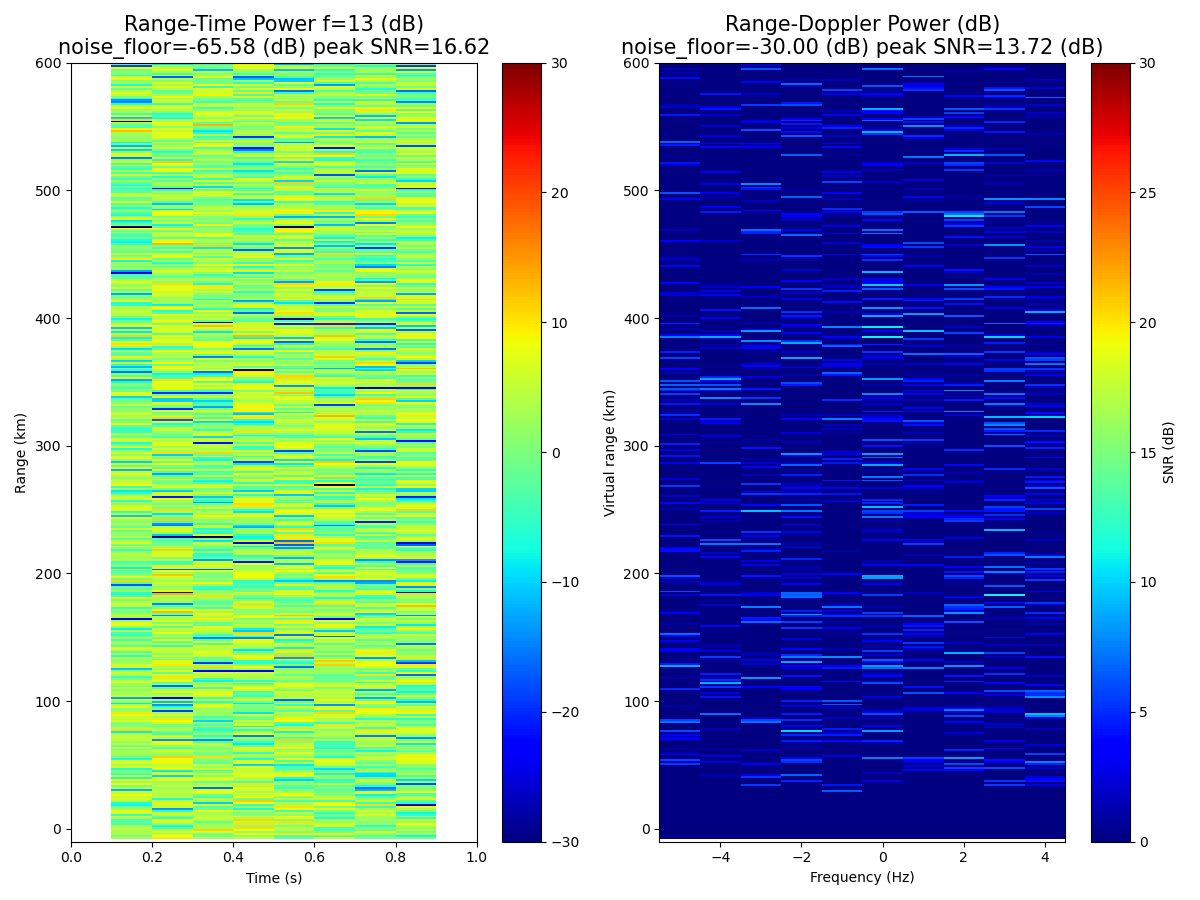 Range-Time Power f=13 (dB)
noise_floor=-65.58 (dB) peak SNR=16.62
Range (km)
600
500
400
300
200
100
0
0.0 0.2 0.4 0.6 0.8 1.0
Time (s)
30
20
10
0
−10
−20
−30
Range-Doppler Power (dB)
noise_floor=-30.00 (dB) peak SNR=13.72 (dB)
Virtual range (km)
600
500
400
300
200
100
0
−4 −2 0 2 4
Frequency (Hz)
30
25
20
15
10
5
0
SNR (dB)